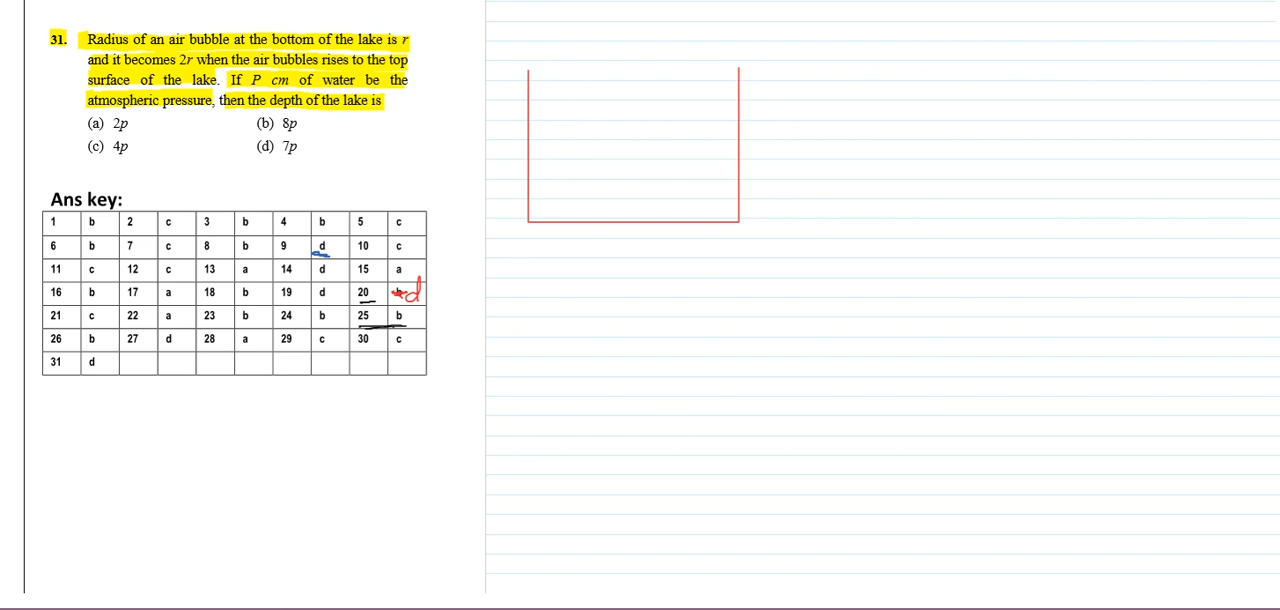 31. Radius of an air bubble at the bottom of the lake is r
and it becomes 2r when the air bubbles rises to the top
surface of the lake. If P cm of water be the
atmospheric pressure, then the depth of the lake is
(a) 2p (b) 8p
(c) 4p (d) 7p
Ans key:
1 b 2 c 3 b 4 b 5 c
6 b 7 c 8 b 9 d 10 c
11 c 12 c 13 a 14 d 15 a
16 b 17 a 18 b 19 d 20 d
21 c 22 a 23 b 24 b 25 b
26 b 27 d 28 a 29 c 30 c
31 d